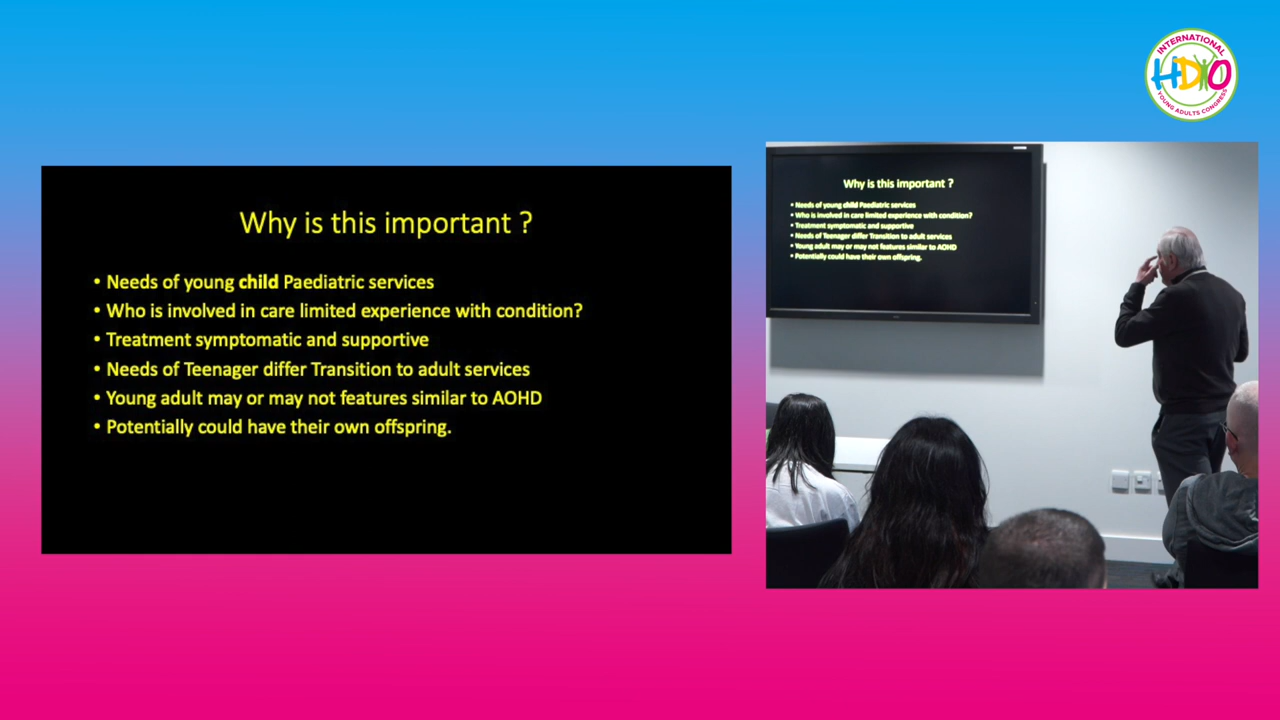 INTERNATIONAL
HDYO
YOUNG ADULTS CONGRESS
Why is this important ?
• Needs of young child Paediatric services
• Who is involved in care limited experience with condition?
• Treatment symptomatic and supportive
• Needs of Teenager differ Transition to adult services
• Young adult may or may not features similar to AOHD
• Potentially could have their own offspring.
Why is this important ?
• Needs of young child Paediatric services
• Who is involved in care limited experience with condition?
• Treatment symptomatic and supportive
• Needs of Teenager differ Transition to adult services
• Young adult may or may not features similar to AOHD
• Potentially could have their own offspring.